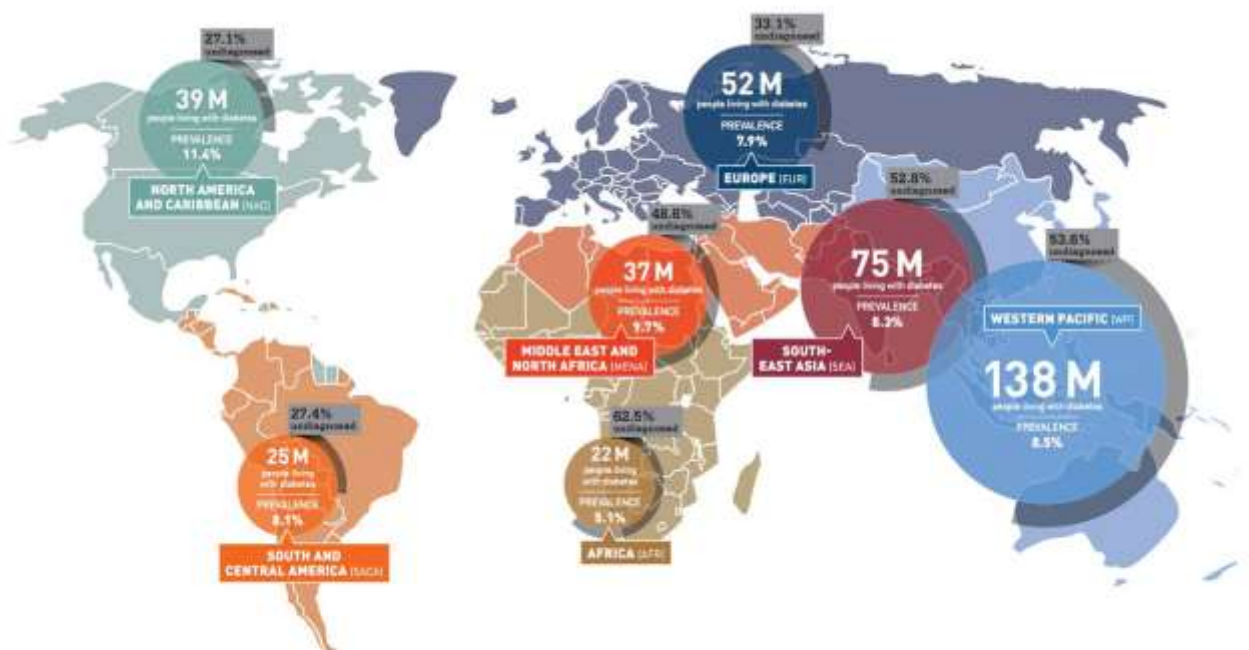 27.1%
undiagnosed
39 M
people living with diabetes
PREVALENCE
11.4%
NORTH AMERICA
AND CARIBBEAN (NAC)
33.1%
undiagnosed
52 M
people living with diabetes
PREVALENCE
7.9%
EUROPE (EUR)
48.6%
undiagnosed
37 M
people living with diabetes
PREVALENCE
9.7%
MIDDLE EAST AND
NORTH AFRICA (MENA)
52.8%
undiagnosed
75 M
people living with diabetes
PREVALENCE
8.3%
SOUTH-
EAST ASIA (SEA)
53.6%
undiagnosed
WESTERN PACIFIC (WP)
138 M
people living with diabetes
PREVALENCE
8.5%
27.4%
undiagnosed
25 M
people living
with diabetes
PREVALENCE
8.1%
SOUTH AND
CENTRAL AMERICA (SACA)
62.5%
undiagnosed
22 M
people living
with diabetes
PREVALENCE
5.1%
AFRICA (AFR)